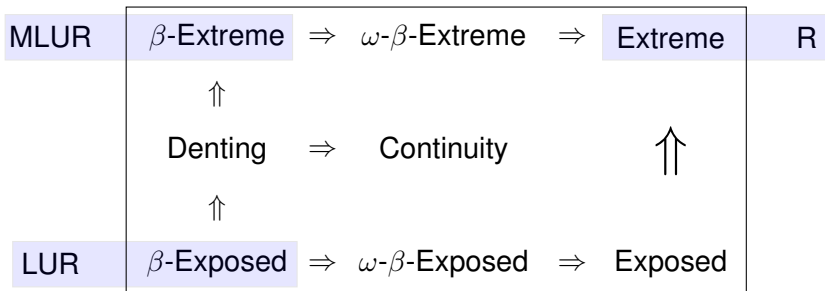 MLUR β-Extreme ⇒ ω-β-Extreme ⇒ Extreme R
⇑
Denting ⇒ Continuity ⇑
⇑
LUR β-Exposed ⇒ ω-β-Exposed ⇒ Exposed